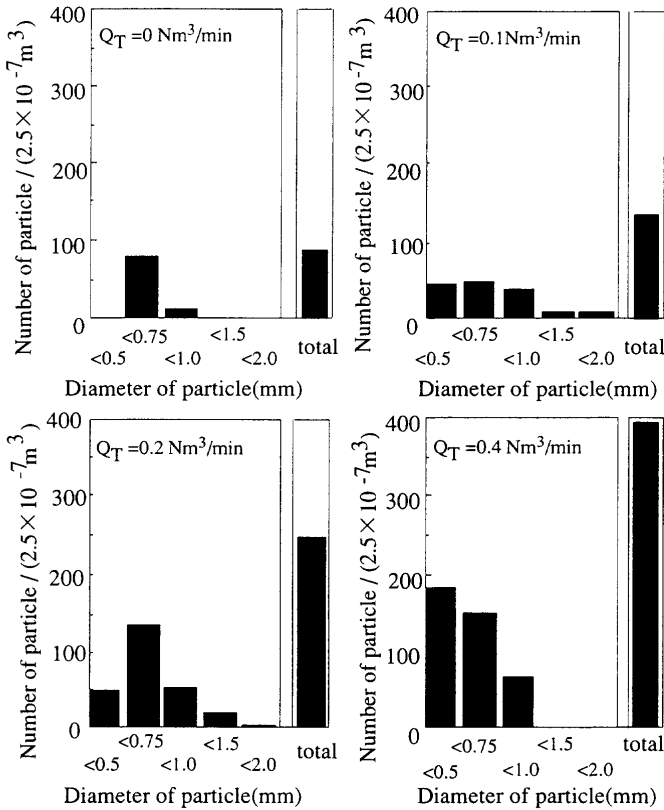 Number of particle / (2.5×10⁻⁷m³)
400
300
200
100
0
Q_T=0 Nm³/min
<0.75 <1.5
<0.5 <1.0 <2.0
total
Diameter of particle(mm)
Number of particle / (2.5×10⁻⁷m³)
400
300
200
100
0
Q_T=0.1Nm³/min
<0.75 <1.5
<0.5 <1.0 <2.0
total
Diameter of particle(mm)
Number of particle / (2.5×10⁻⁷m³)
400
300
200
100
0
Q_T=0.2 Nm³/min
<0.75 <1.5
<0.5 <1.0 <2.0
total
Diameter of particle(mm)
Number of particle / (2.5×10⁻⁷m³)
400
300
200
100
0
Q_T=0.4 Nm³/min
<0.75 <1.5
<0.5 <1.0 <2.0
total
Diameter of particle(mm)